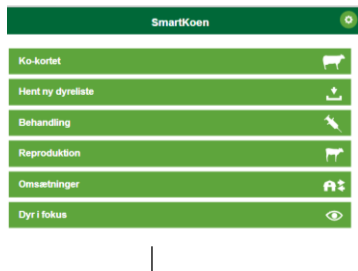 SmartKoen
Ko-kortet
Hent ny dyreliste
Behandling
Reproduktion
Omsætninger
Dyr i fokus